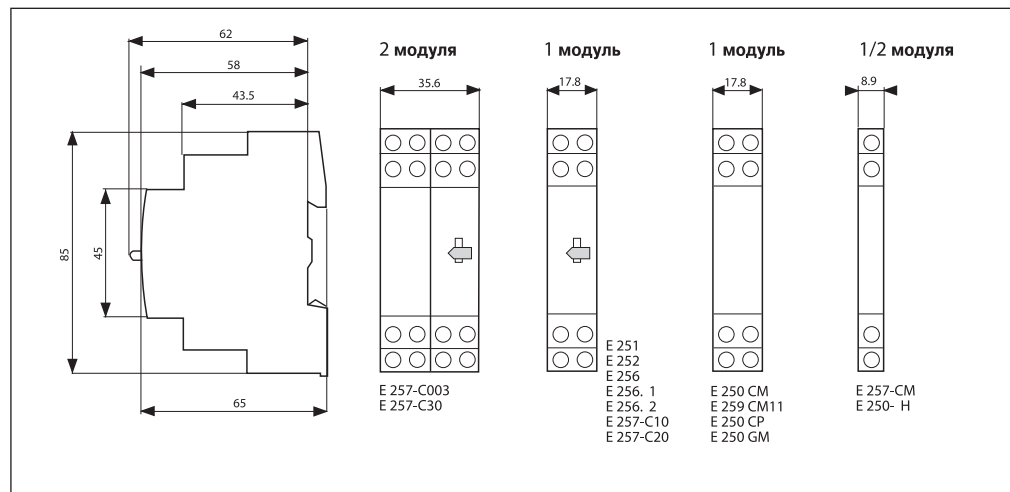 62
58
43.5
85
45
65
2 модуля
35.6
E 257-C003
E 257-C30
1 модуль
17.8
E 251
E 252
E 256
E 256. 1
E 256. 2
E 257-C10
E 257-C20
1 модуль
17.8
E 250 CM
E 259 CM11
E 250 CP
E 250 GM
1/2 модуля
8.9
E 257-CM
E 250- H